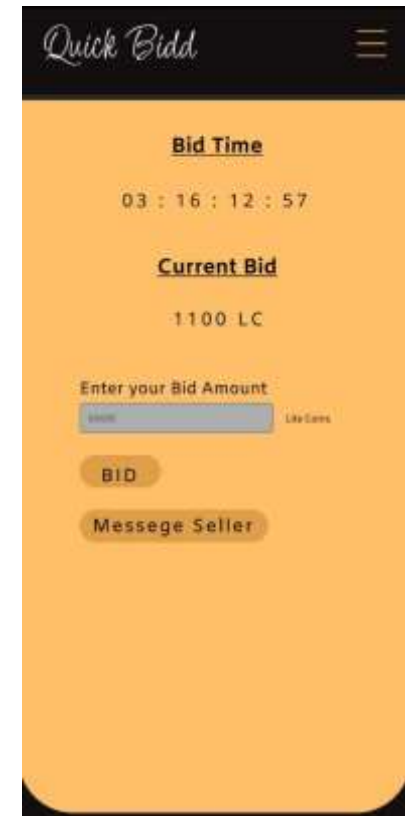 Quick Bidd
Bid Time
03 : 16 : 12 : 57
Current Bid
1100 LC
Enter your Bid Amount
BID
Messege Seller